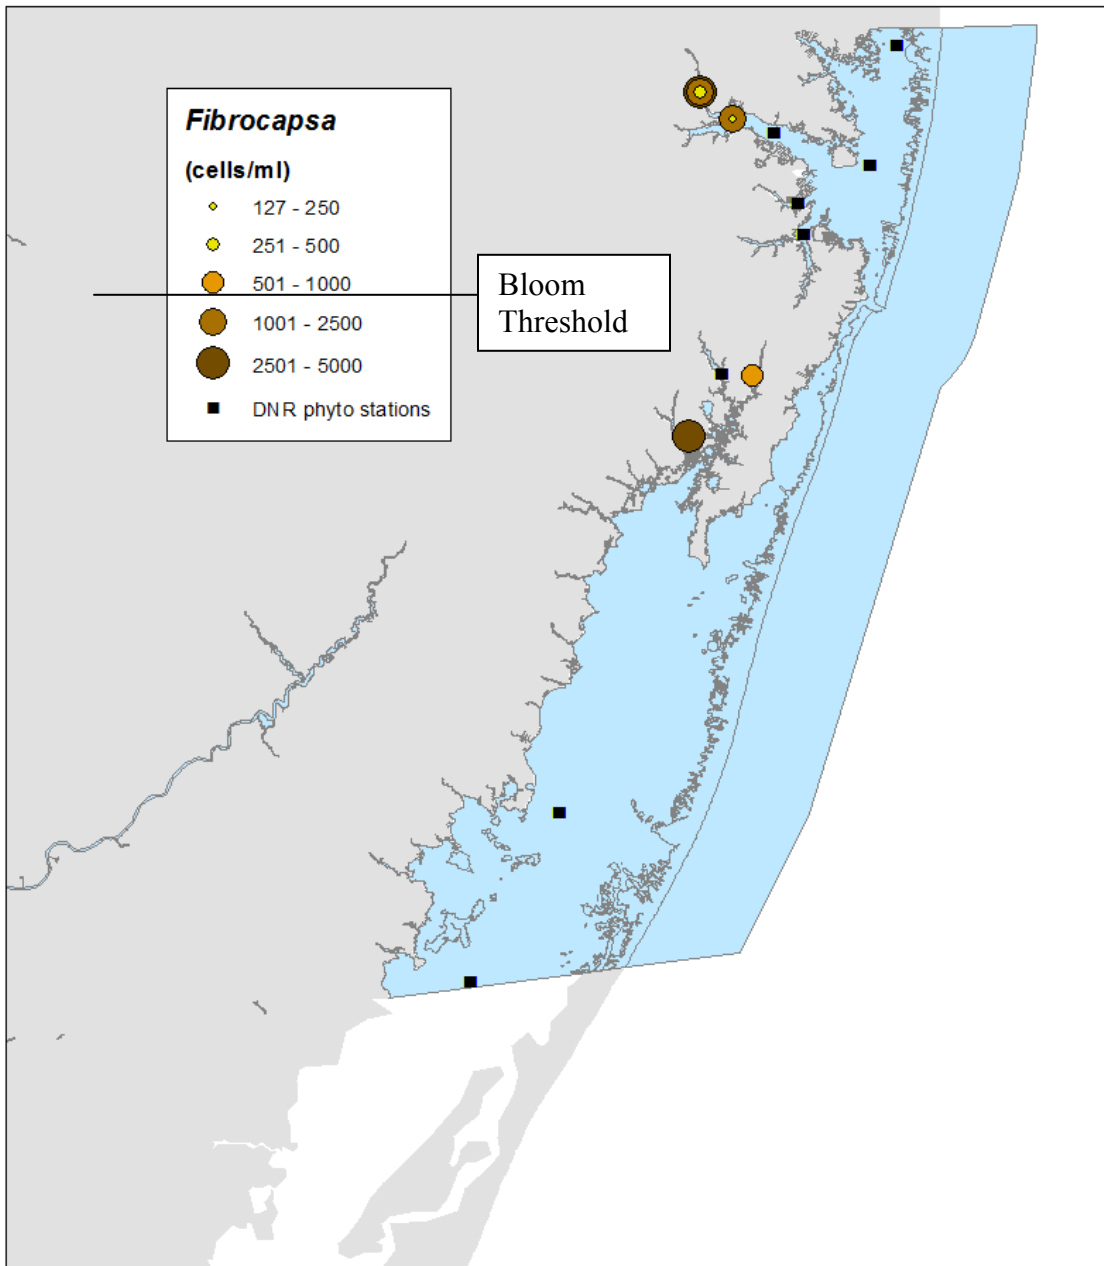 Fibrocapsa
(cells/ml)
127 - 250
251 - 500
501 - 1000
1001 - 2500
2501 - 5000
DNR phyto stations
Bloom
Threshold